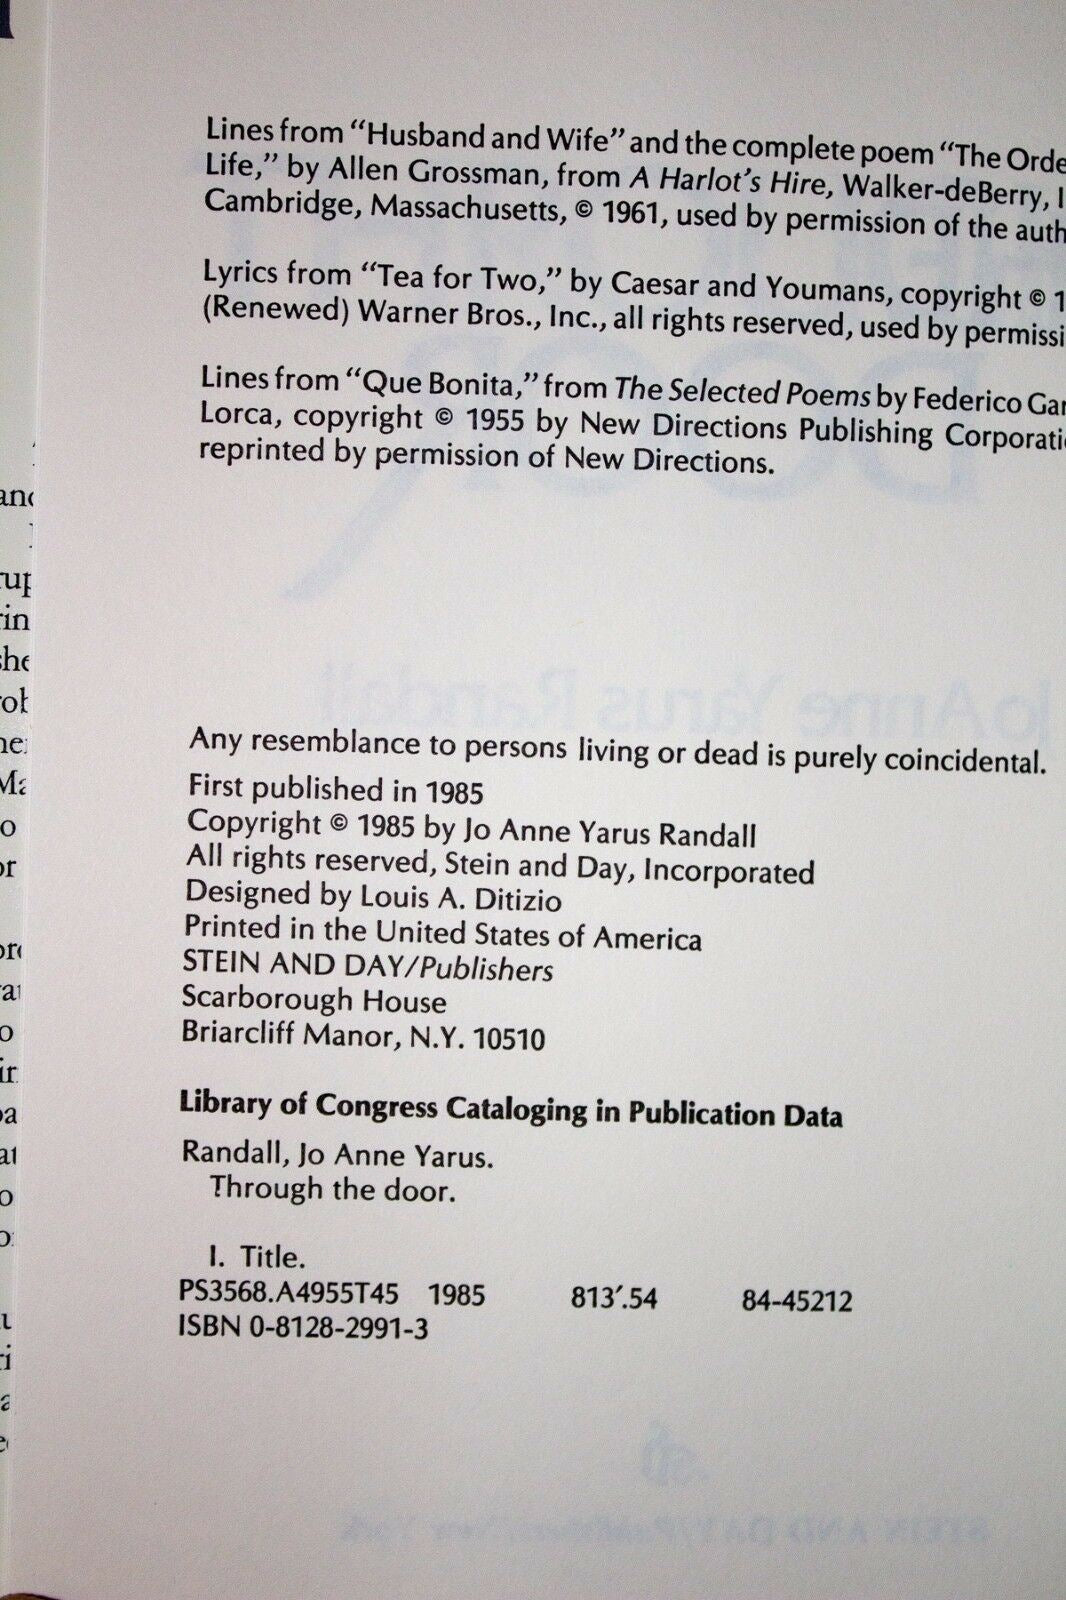 Lines from “Husband and Wife” and the complete poem “The Orde
Life,” by Allen Grossman, from A Harlot’s Hire, Walker-deBerry, I
Cambridge, Massachusetts, © 1961, used by permission of the auth
Lyrics from “Tea for Two,” by Caesar and Youmans, copyright © 1
(Renewed) Warner Bros., Inc., all rights reserved, used by permissi
Lines from “Que Bonita,” from The Selected Poems by Federico Gar
Lorca, copyright © 1955 by New Directions Publishing Corporati
reprinted by permission of New Directions.
Any resemblance to persons living or dead is purely coincidental.
First published in 1985
Copyright © 1985 by Jo Anne Yarus Randall
All rights reserved, Stein and Day, Incorporated
Designed by Louis A. Ditizio
Printed in the United States of America
STEIN AND DAY/Publishers
Scarborough House
Briarcliff Manor, N.Y. 10510
Library of Congress Cataloging in Publication Data
Randall, Jo Anne Yarus.
Through the door.
I. Title.
PS3568.A4955T45 1985 813′.54 84-45212
ISBN 0-8128-2991-3